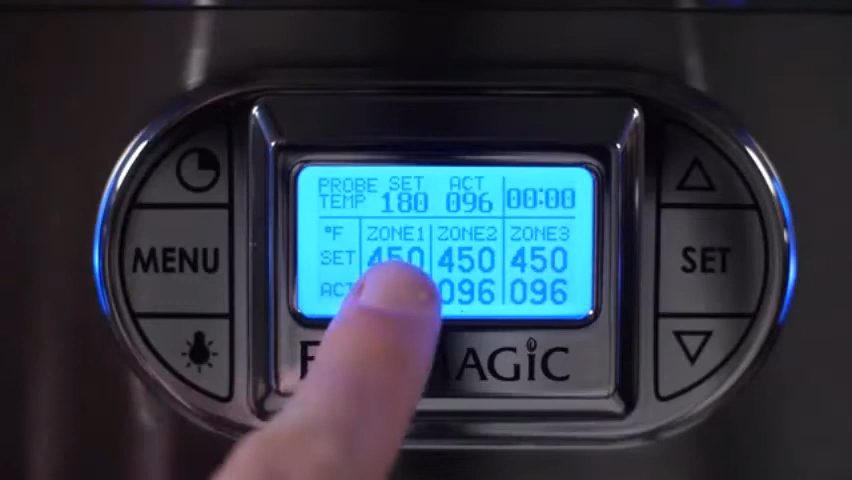 PROBE SET ACT
TEMP 180 096 00:00
°F ZONE1 ZONE2 ZONE3
SET 450 450 450
096 096
MENU
SET
MAGIC